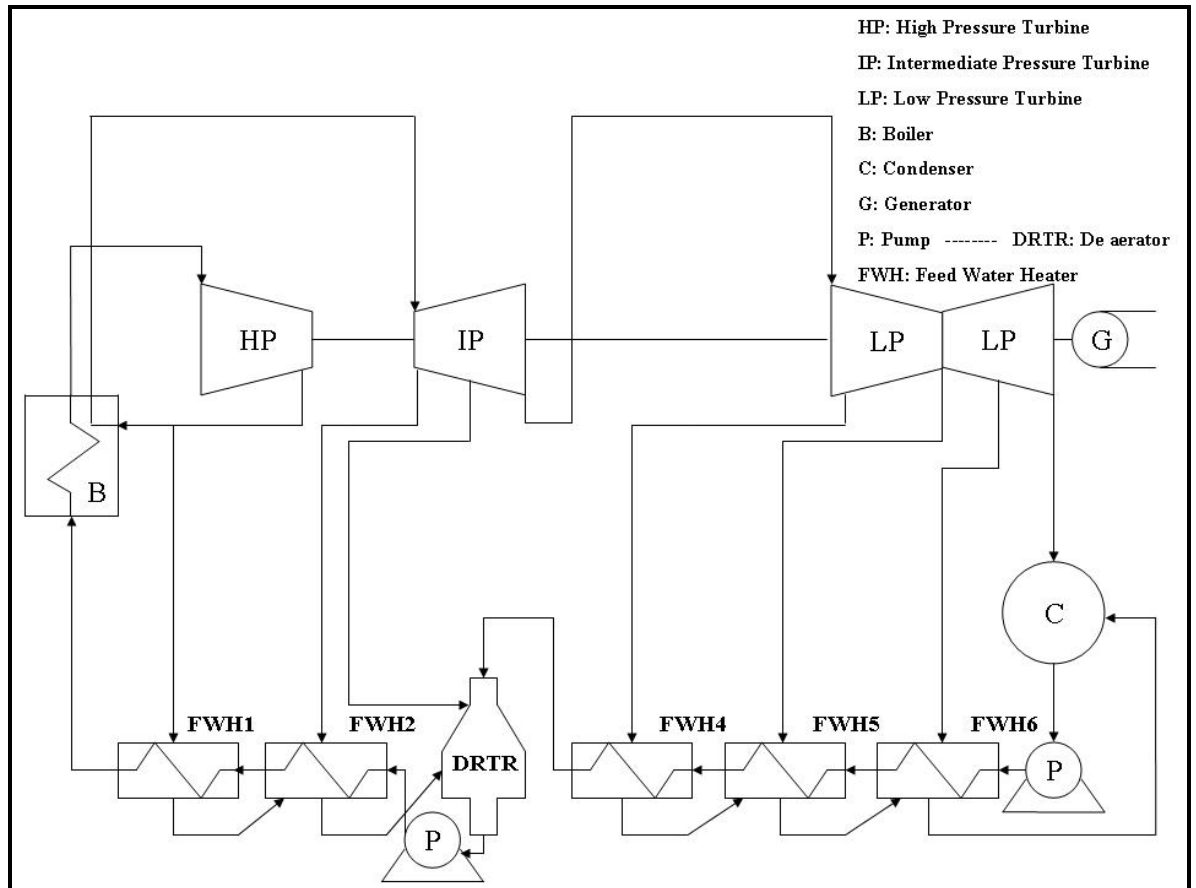 HP: High Pressure Turbine
IP: Intermediate Pressure Turbine
LP: Low Pressure Turbine
B: Boiler
C: Condenser
G: Generator
P: Pump -------- DRTR: De aerator
FWH: Feed Water Heater
HP
IP
LP
LP
G
B
C
FWH1
FWH2
DRTR
FWH4
FWH5
FWH6
P
P